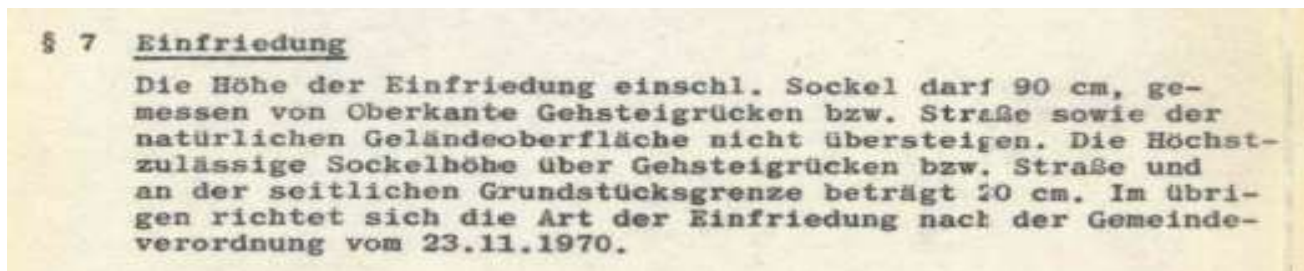 § 7 Einfriedung
Die Höhe der Einfriedung einschl. Sockel darf 90 cm, ge-
messen von Oberkante Gehsteigrücken bzw. Straße sowie der
natürlichen Geländeoberfläche nicht übersteigen. Die Höchst-
zulässige Sockelhöhe über Gehsteigrücken bzw. Straße und
an der seitlichen Grundstücksgrenze beträgt 20 cm. Im übri-
gen richtet sich die Art der Einfriedung nach der Gemeinde-
verordnung vom 23.11.1970.